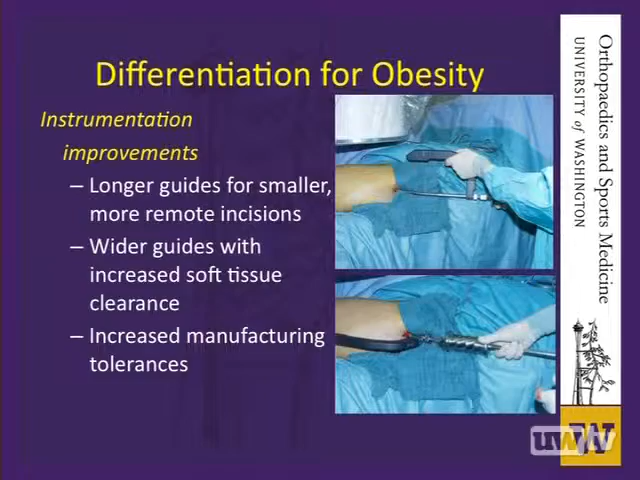 Differentiation for Obesity
Instrumentation
improvements
– Longer guides for smaller,
more remote incisions
– Wider guides with
increased soft tissue
clearance
– Increased manufacturing
tolerances
Orthopaedics and Sports Medicine
UNIVERSITY of WASHINGTON
W
uwtv